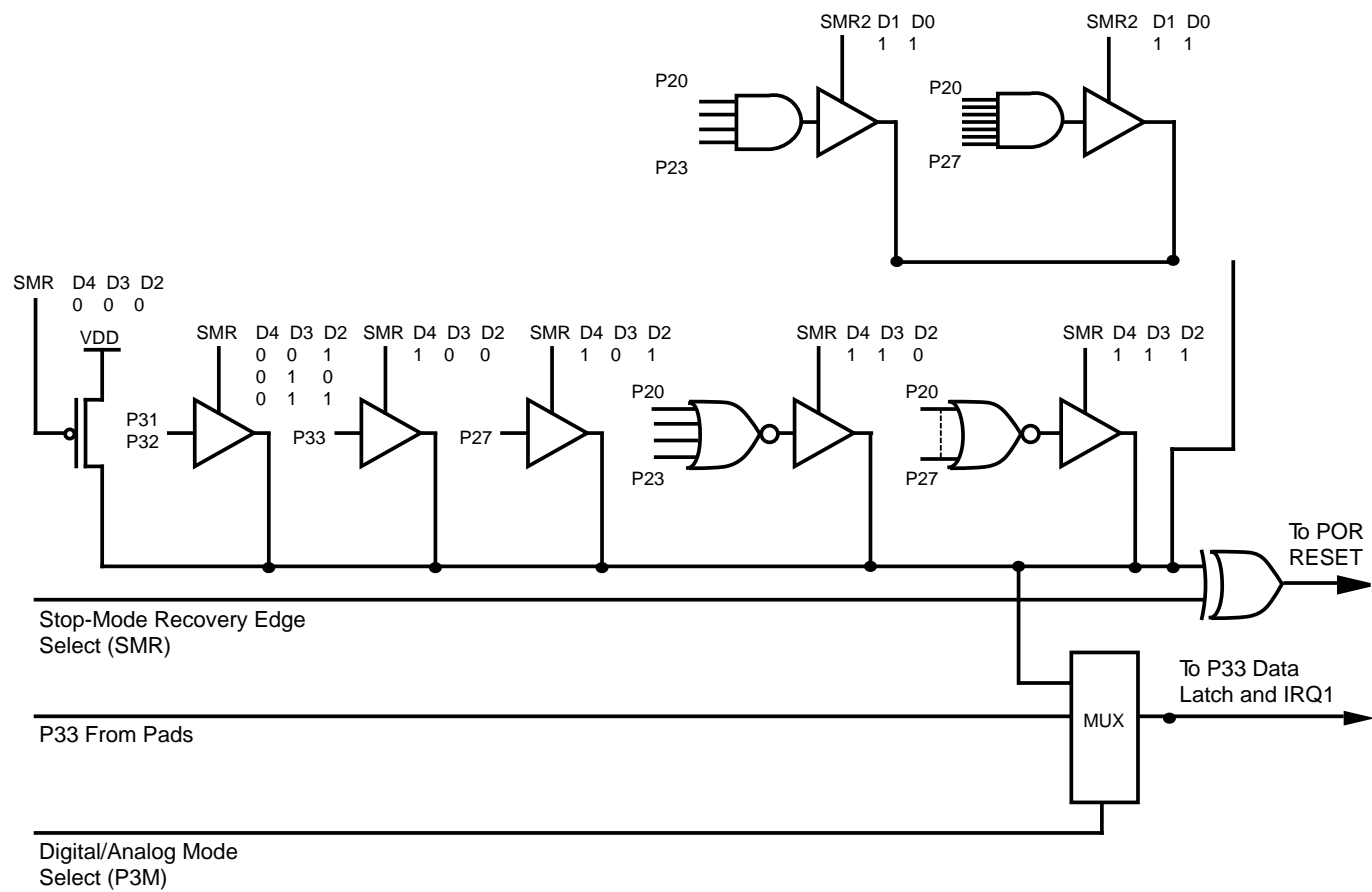 SMR2 D1 D0
1 1
SMR2 D1 D0
1 1
P20
P23
P20
P27
SMR D4 D3 D2
0 0 0
VDD
SMR D4 D3 D2
0 0 1
0 1 0
0 1 1
SMR D4 D3 D2
1 0 0
SMR D4 D3 D2
1 0 1
SMR D4 D3 D2
1 1 0
SMR D4 D3 D2
1 1 1
P31
P32
P33
P27
P20
P23
P20
P27
To POR
RESET
Stop-Mode Recovery Edge
Select (SMR)
To P33 Data
Latch and IRQ1
P33 From Pads
MUX
Digital/Analog Mode
Select (P3M)